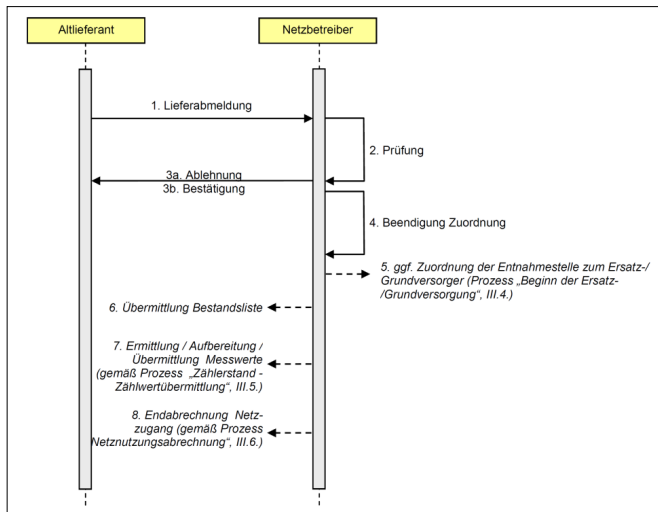 Altlieferant
Netzbetreiber
1. Lieferabmeldung
2. Prüfung
3a. Ablehnung
3b. Bestätigung
4. Beendigung Zuordnung
5. ggf. Zuordnung der Entnahmestelle zum Ersatz-/
Grundversorger (Prozess „Beginn der Ersatz-
/Grundversorgung“, III.4.)
6. Übermittlung Bestandsliste
7. Ermittlung / Aufbereitung /
Übermittlung Messwerte
(gemäß Prozess „Zählerstand -
Zählwertübermittlung“, III.5.)
8. Endabrechnung Netz-
zugang (gemäß Prozess
Netznutzungsabrechnung“, III.6.)